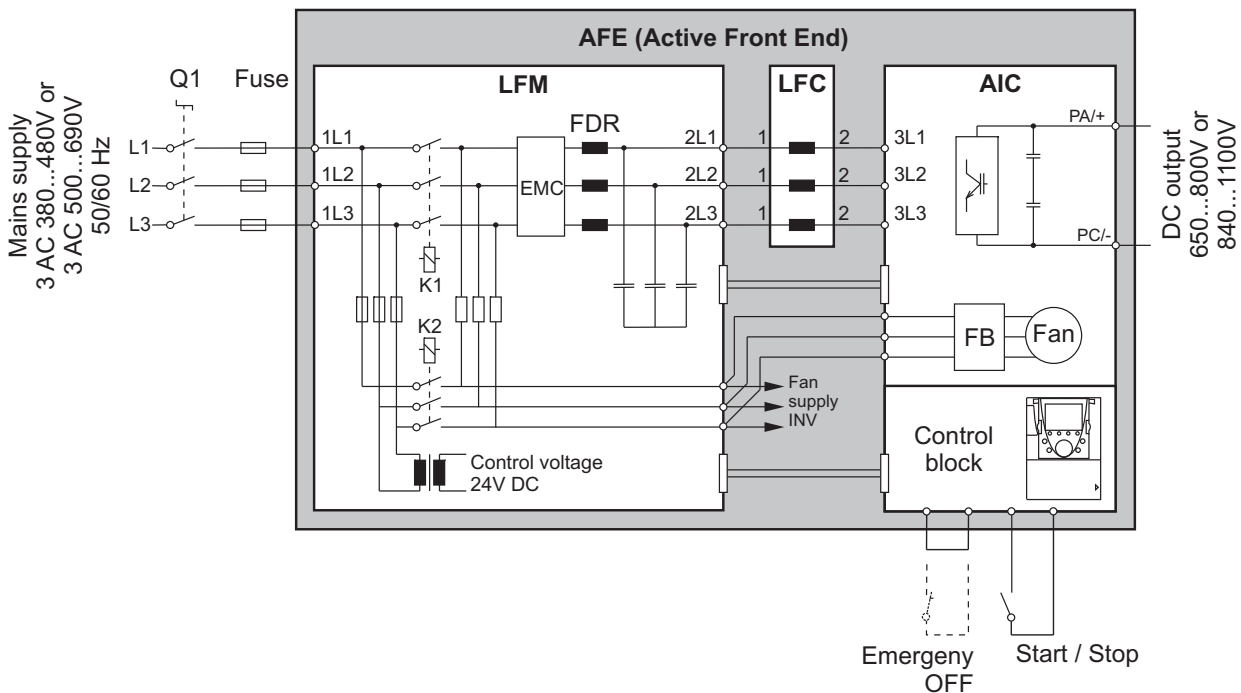 AFE (Active Front End)
Mains supply
3 AC 380...480V or
3 AC 500...690V
50/60 Hz
Q1
Fuse
L1
L2
L3
LFM
1L1
1L2
1L3
K1
K2
EMC
FDR
2L1
2L2
2L3
Control voltage
24V DC
LFC
1
2
1
2
1
2
Fan
supply
INV
AIC
3L1
3L2
3L3
PA/+
PC/-
FB
Fan
Control
block
DC output
650...800V or
840...1100V
Emergeny
OFF
Start / Stop